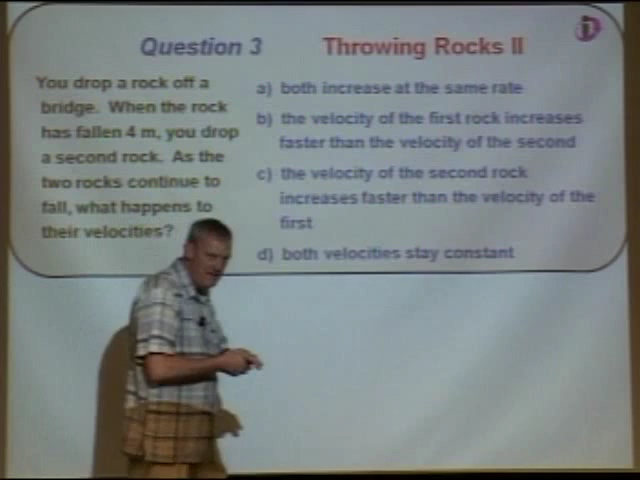 Question 3
Throwing Rocks II
You drop a rock off a
bridge. When the rock
has fallen 4 m, you drop
a second rock. As the
two rocks continue to
fall, what happens to
their velocities?
a) both increase at the same rate
b) the velocity of the first rock increases
faster than the velocity of the second
c) the velocity of the second rock
increases faster than the velocity of the
first
d) both velocities stay constant